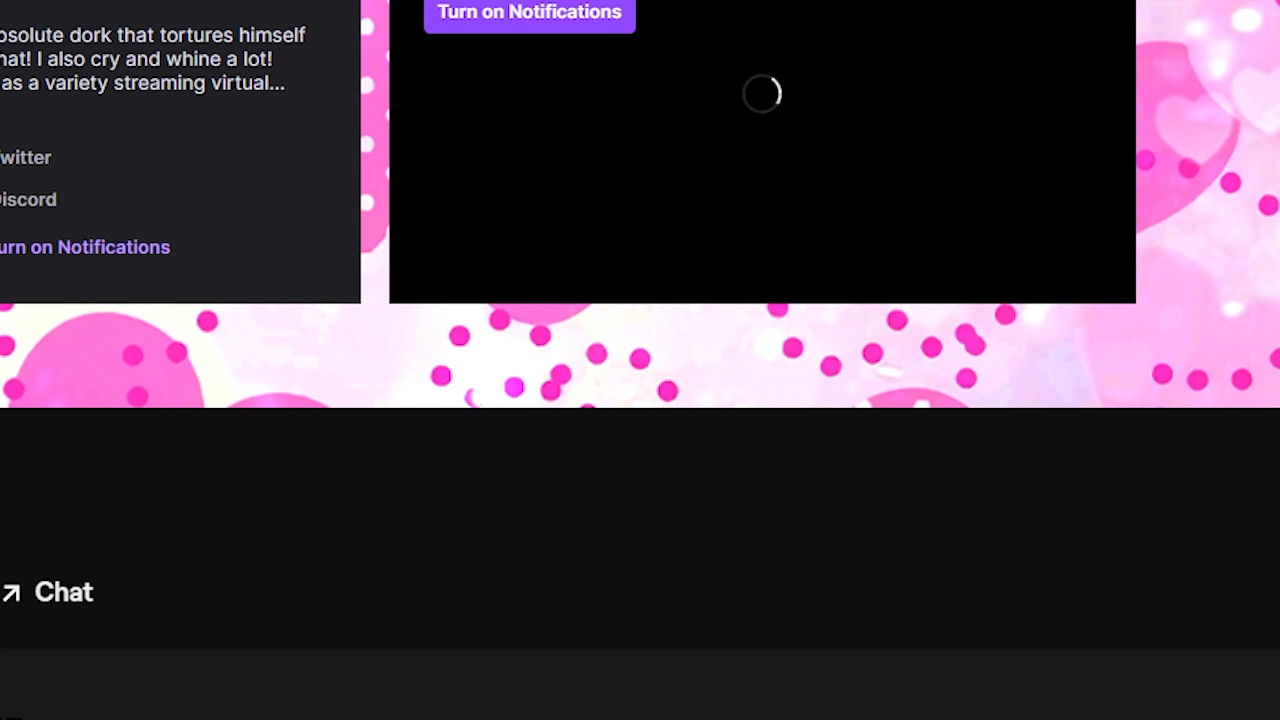 Turn on Notifications
bsolute dork that tortures himself
hat! I also cry and whine a lot!
as a variety streaming virtual...
witter
iscord
urn on Notifications
Chat